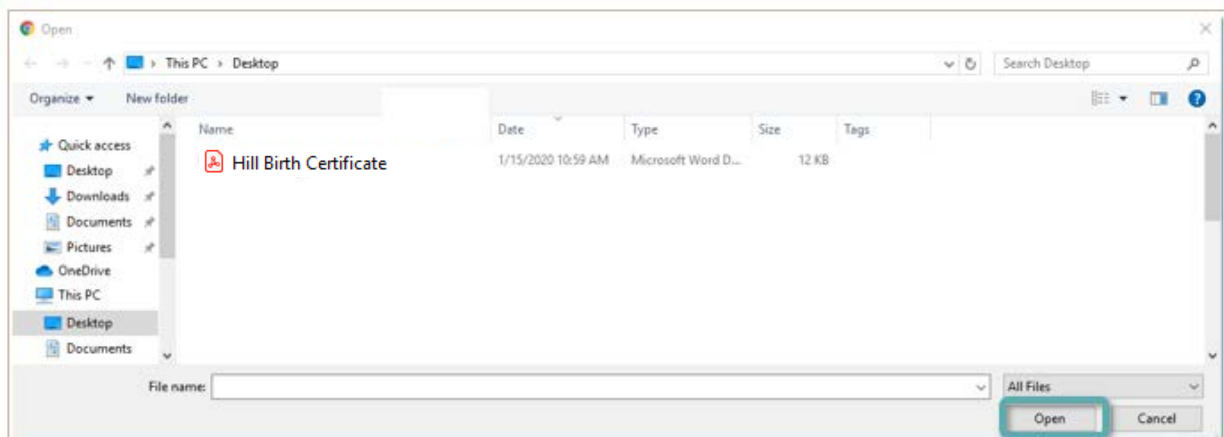 Open
This PC > Desktop
Search Desktop
Organize
New folder
Name
Date
Type
Size
Tags
Quick access
Desktop
Downloads
Documents
Pictures
OneDrive
This PC
Desktop
Documents
Hill Birth Certificate
1/15/2020 10:59 AM
Microsoft Word D...
12 KB
File name:
All Files
Open
Cancel